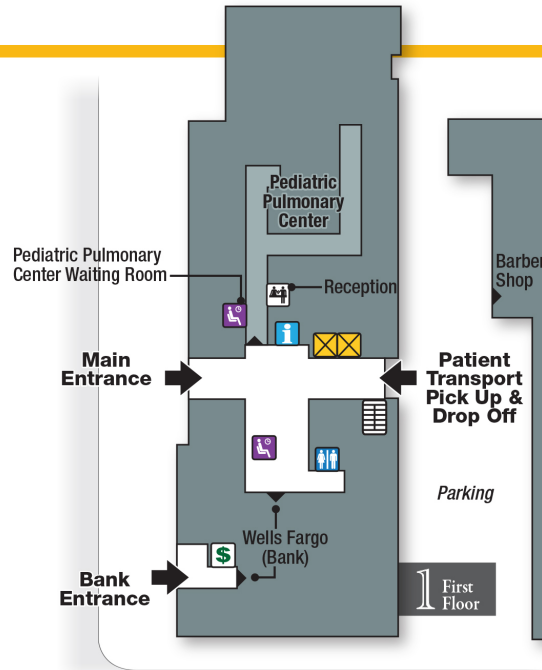 Pediatric
Pulmonary
Center
Pediatric Pulmonary
Center Waiting Room
Reception
Barber
Shop
Main
Entrance
Patient
Transport
Pick Up &
Drop Off
Parking
Wells Fargo
(Bank)
$
Bank
Entrance
1 First
Floor